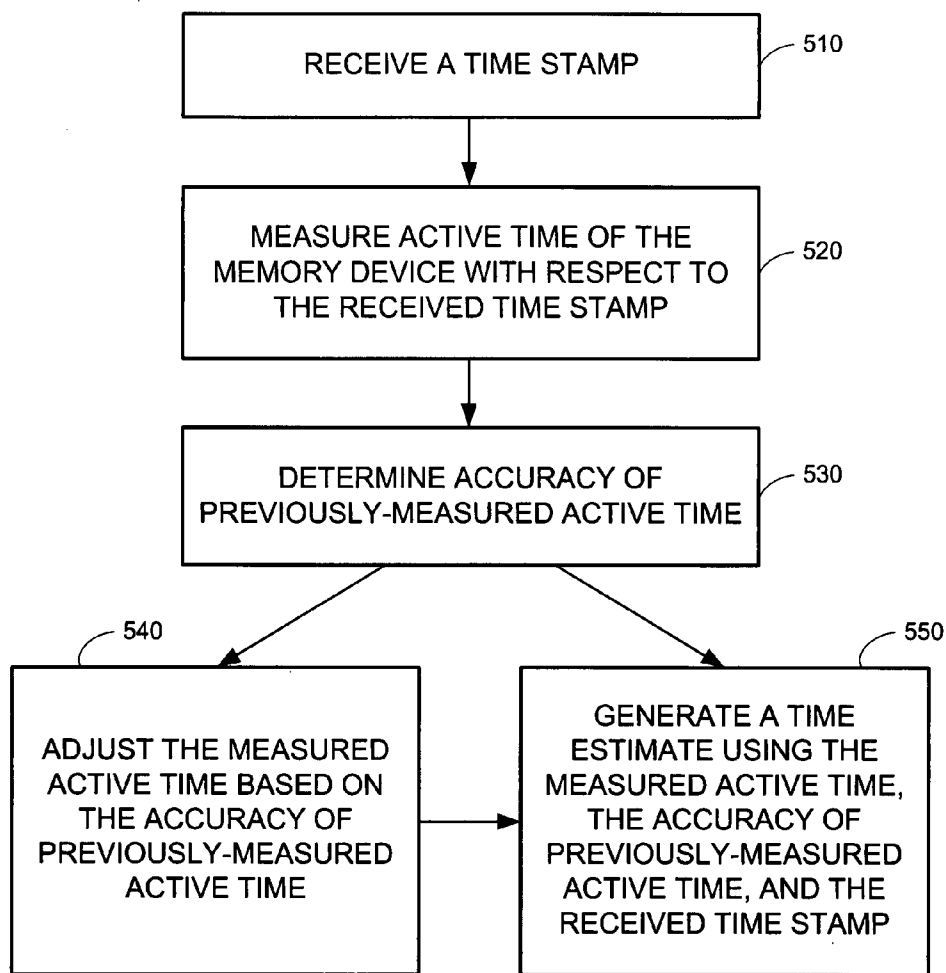 RECEIVE A TIME STAMP
510
MEASURE ACTIVE TIME OF THE
MEMORY DEVICE WITH RESPECT TO
THE RECEIVED TIME STAMP
520
DETERMINE ACCURACY OF
PREVIOUSLY-MEASURED ACTIVE TIME
530
540
ADJUST THE MEASURED
ACTIVE TIME BASED ON
THE ACCURACY OF
PREVIOUSLY-MEASURED
ACTIVE TIME
550
GENERATE A TIME
ESTIMATE USING THE
MEASURED ACTIVE TIME,
THE ACCURACY OF
PREVIOUSLY-MEASURED
ACTIVE TIME, AND THE
RECEIVED TIME STAMP